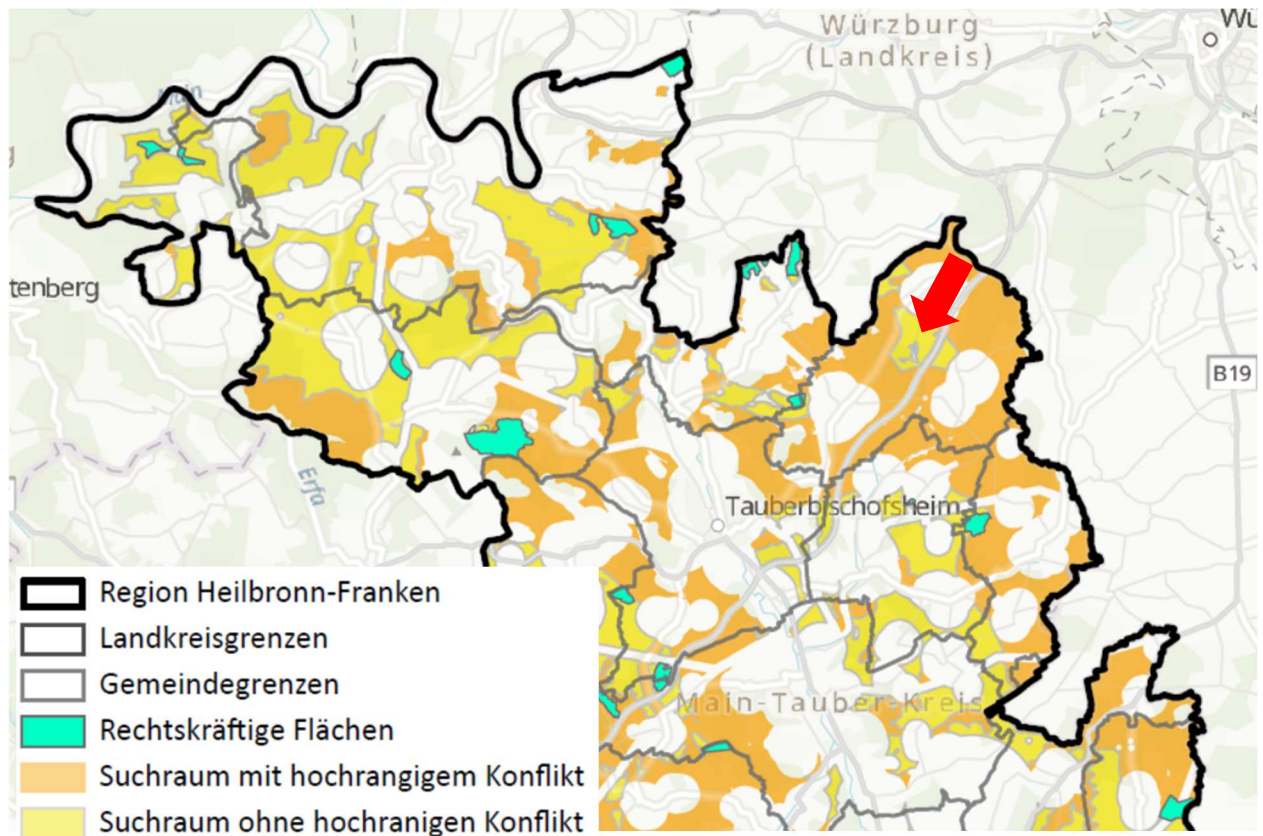 Würzburg
(Landkreis)
Wü
Main
tenberg
B19
Erfa
Tauberbischofsheim
Main-Tauber-Kreis
Region Heilbronn-Franken
Landkreisgrenzen
Gemeindegrenzen
Rechtskräftige Flächen
Suchraum mit hochrangigem Konflikt
Suchraum ohne hochranigen Konflikt